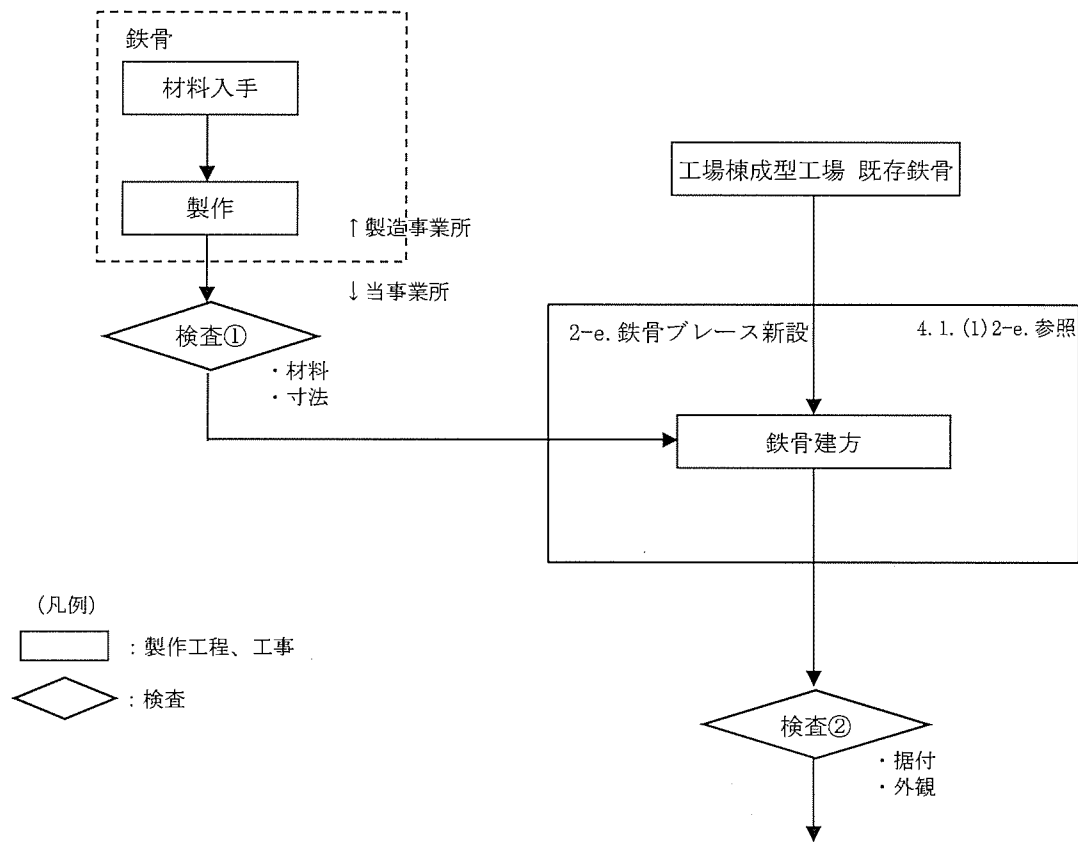 鉄骨
材料入手
製作
↑製造事業所
↓当事業所
検査①
・材料
・寸法
工場棟成型工場 既存鉄骨
2-e.鉄骨ブレース新設
4.1.(1)2-e.参照
鉄骨建方
検査②
・据付
・外観
(凡例)
：製作工程、工事
：検査